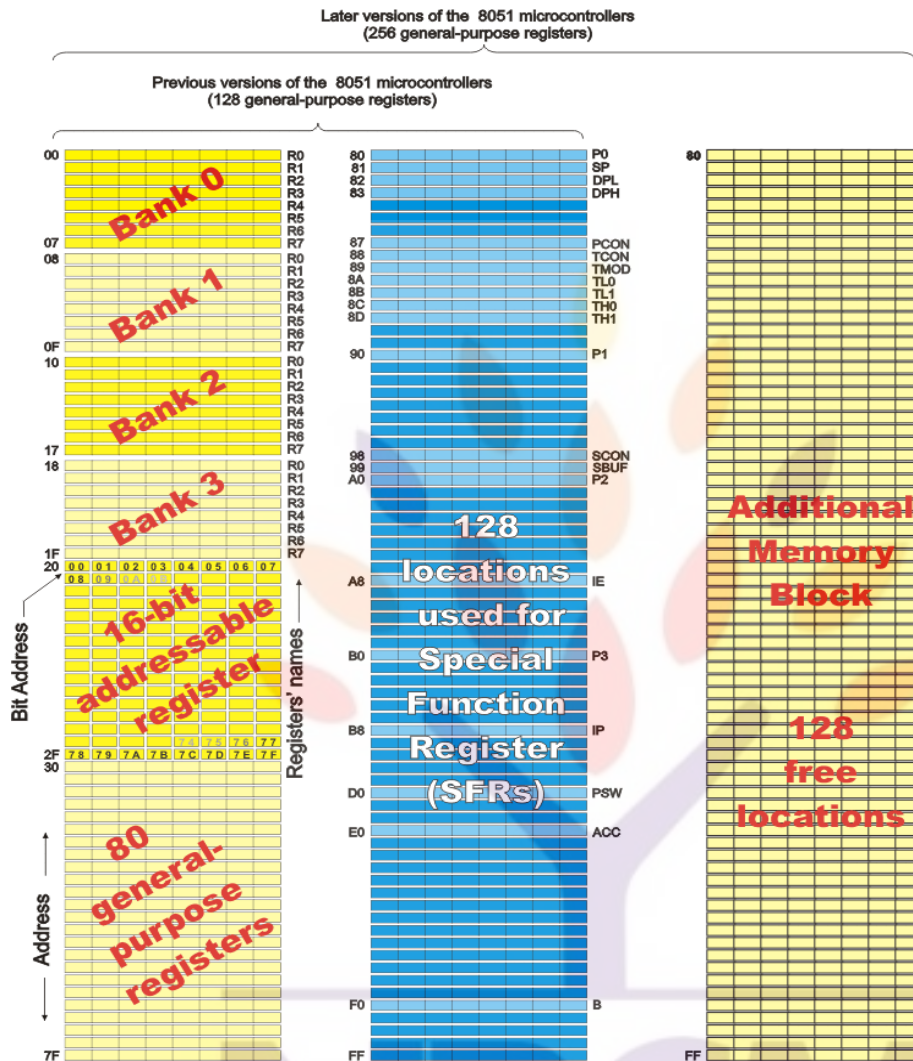 Later versions of the 8051 microcontrollers
(256 general-purpose registers)
Previous versions of the 8051 microcontrollers
(128 general-purpose registers)
00 R0 80 P0 80
R1 81 SP
R2 82 DPL
R3 83 DPH
R4
R5
R6
07 R7 87 PCON
08 R0 88 TCON
R1 89 TMOD
R2 8A TL0
R3 8B TL1
R4 8C TH0
R5 8D TH1
R6
0F R7
10 R0 90 P1
R1
R2
R3
R4
R5
R6
17 R7 98 SCON
18 R0 99 SBUF
R1 A0 P2
R2
R3
R4
R5
R6
1F R7
Bank 0
Bank 1
Bank 2
Bank 3
20 00 01 02 03 04 05 06 07
08 09 0A 0B
74 75 76 77
2F 78 79 7A 7B 7C 7D 7E 7F
30
7F
16-bit
addressable
register
80
general-
purpose
registers
Bit Address
Address
Registers' names
A8 IE
B0 P3
B8 IP
D0 PSW
E0 ACC
F0 B
FF
128
locations
used for
Special
Function
Register
(SFRs)
Additional
Memory
Block
128
free
locations
FF